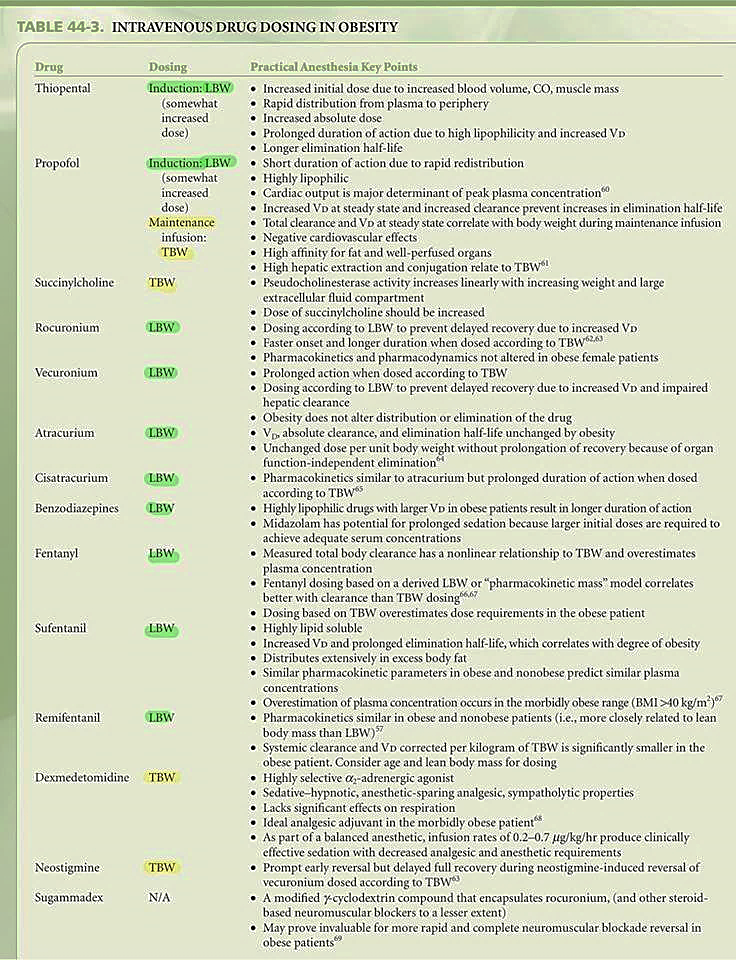 TABLE 44-3. INTRAVENOUS DRUG DOSING IN OBESITY
Drug Dosing Practical Anesthesia Key Points
Thiopental Induction: LBW • Increased initial dose due to increased blood volume, CO, muscle mass
(somewhat • Rapid distribution from plasma to periphery
increased • Increased absolute dose
dose) • Prolonged duration of action due to high lipophilicity and increased VD
• Longer elimination half-life
Propofol Induction: LBW • Short duration of action due to rapid redistribution
(somewhat • Highly lipophilic
increased • Cardiac output is major determinant of peak plasma concentration60
dose) • Increased VD at steady state and increased clearance prevent increases in elimination half-life
Maintenance • Total clearance and VD at steady state correlate with body weight during maintenance infusion
infusion: • Negative cardiovascular effects
TBW • High affinity for fat and well-perfused organs
• High hepatic extraction and conjugation relate to TBW61
Succinylcholine TBW • Pseudocholinesterase activity increases linearly with increasing weight and large
extracellular fluid compartment
• Dose of succinylcholine should be increased
Rocuronium LBW • Dosing according to LBW to prevent delayed recovery due to increased VD
• Faster onset and longer duration when dosed according to TBW62,63
• Pharmacokinetics and pharmacodynamics not altered in obese female patients
Vecuronium LBW • Prolonged action when dosed according to TBW
• Dosing according to LBW to prevent delayed recovery due to increased VD and impaired
hepatic clearance
• Obesity does not alter distribution or elimination of the drug
Atracurium LBW • VD, absolute clearance, and elimination half-life unchanged by obesity
• Unchanged dose per unit body weight without prolongation of recovery because of organ
function-independent elimination64
Cisatracurium LBW • Pharmacokinetics similar to atracurium but prolonged duration of action when dosed
according to TBW65
Benzodiazepines LBW • Highly lipophilic drugs with larger VD in obese patients result in longer duration of action
• Midazolam has potential for prolonged sedation because larger initial doses are required to
achieve adequate serum concentrations
Fentanyl LBW • Measured total body clearance has a nonlinear relationship to TBW and overestimates
plasma concentration
• Fentanyl dosing based on a derived LBW or “pharmacokinetic mass” model correlates
better with clearance than TBW dosing66,67
• Dosing based on TBW overestimates dose requirements in the obese patient
Sufentanil LBW • Highly lipid soluble
• Increased VD and prolonged elimination half-life, which correlates with degree of obesity
• Distributes extensively in excess body fat
• Similar pharmacokinetic parameters in obese and nonobese predict similar plasma
concentrations
• Overestimation of plasma concentration occurs in the morbidly obese range (BMI >40 kg/m2)67
Remifentanil LBW • Pharmacokinetics similar in obese and nonobese patients (i.e., more closely related to lean
body mass than LBW)57
• Systemic clearance and VD corrected per kilogram of TBW is significantly smaller in the
obese patient. Consider age and lean body mass for dosing
Dexmedetomidine TBW • Highly selective α2-adrenergic agonist
• Sedative–hypnotic, anesthetic-sparing analgesic, sympatholytic properties
• Lacks significant effects on respiration
• Ideal analgesic adjuvant in the morbidly obese patient68
• As part of a balanced anesthetic, infusion rates of 0.2–0.7 μg/kg/hr produce clinically
effective sedation with decreased analgesic and anesthetic requirements
Neostigmine TBW • Prompt early reversal but delayed full recovery during neostigmine-induced reversal of
vecuronium dosed according to TBW63
Sugammadex N/A • A modified γ-cyclodextrin compound that encapsulates rocuronium, (and other steroid-
based neuromuscular blockers to a lesser extent)
• May prove invaluable for more rapid and complete neuromuscular blockade reversal in
obese patients69